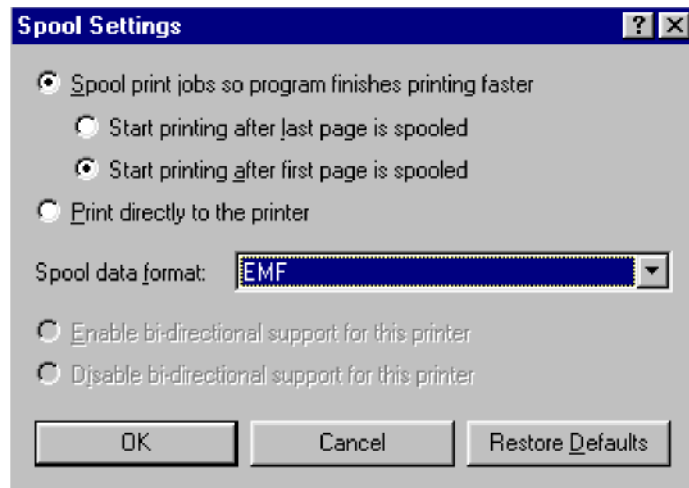 Spool Settings
Spool print jobs so program finishes printing faster
Start printing after last page is spooled
Start printing after first page is spooled
Print directly to the printer
Spool data format: EMF
Enable bi-directional support for this printer
Disable bi-directional support for this printer
OK Cancel Restore Defaults